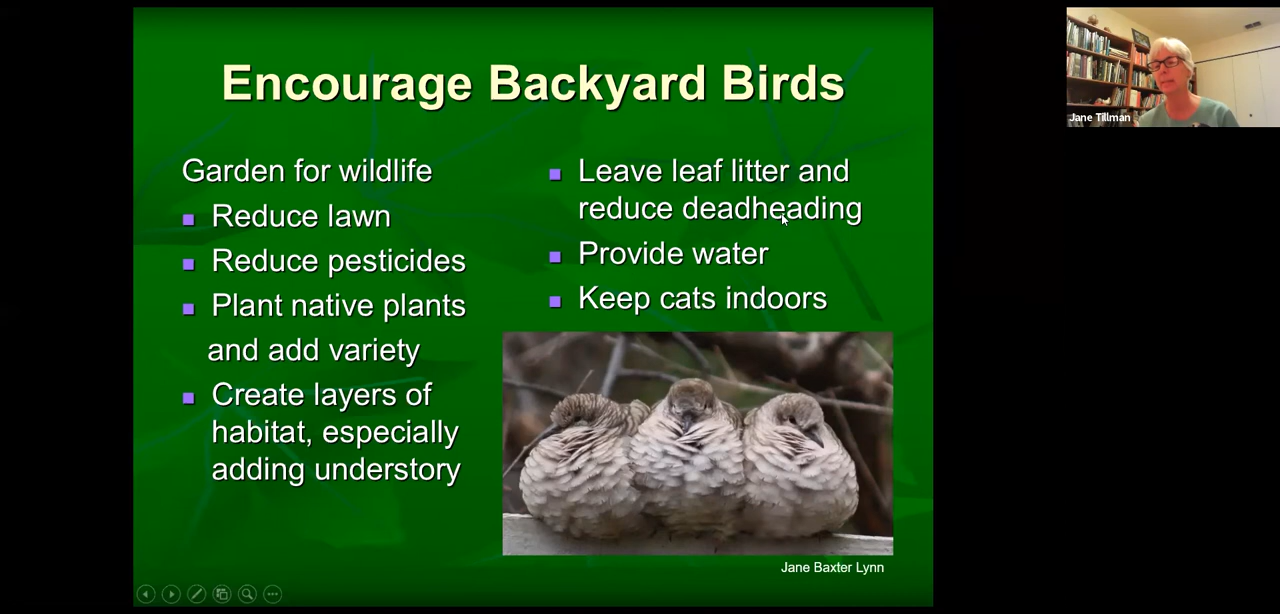 Encourage Backyard Birds
Garden for wildlife
Reduce lawn
Reduce pesticides
Plant native plants
and add variety
Create layers of
habitat, especially
adding understory
Leave leaf litter and
reduce deadheading
Provide water
Keep cats indoors
Jane Baxter Lynn
Jane Tillman